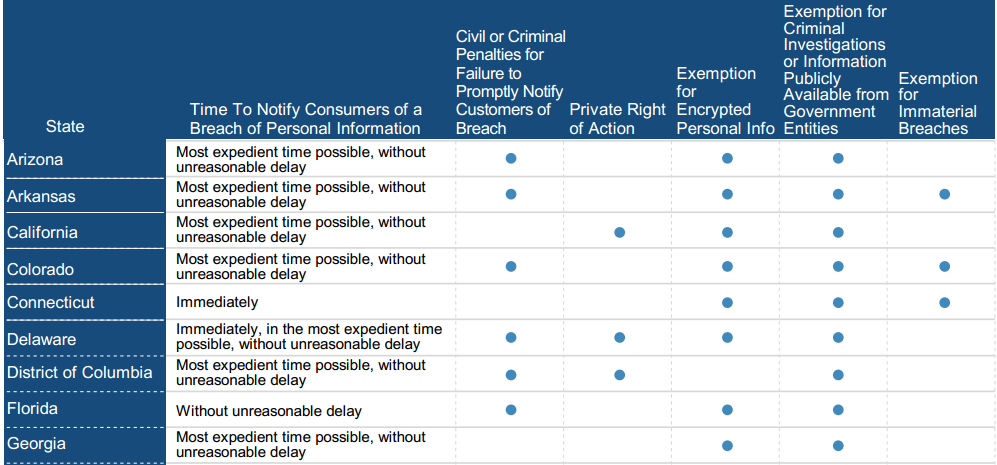 State
Time To Notify Consumers of a
Breach of Personal Information
Civil or Criminal
Penalties for
Failure to
Promptly Notify
Customers of
Breach
Private Right
of Action
Exemption
for
Encrypted
Personal Info
Exemption for
Criminal
Investigations
or Information
Publicly
Available from
Government
Entities
Exemption
for
Immaterial
Breaches
Arizona
Most expedient time possible, without
unreasonable delay
Arkansas
Most expedient time possible, without
unreasonable delay
California
Most expedient time possible, without
unreasonable delay
Colorado
Most expedient time possible, without
unreasonable delay
Connecticut
Immediately
Delaware
Immediately, in the most expedient time
possible, without unreasonable delay
District of Columbia
Most expedient time possible, without
unreasonable delay
Florida
Without unreasonable delay
Georgia
Most expedient time possible, without
unreasonable delay